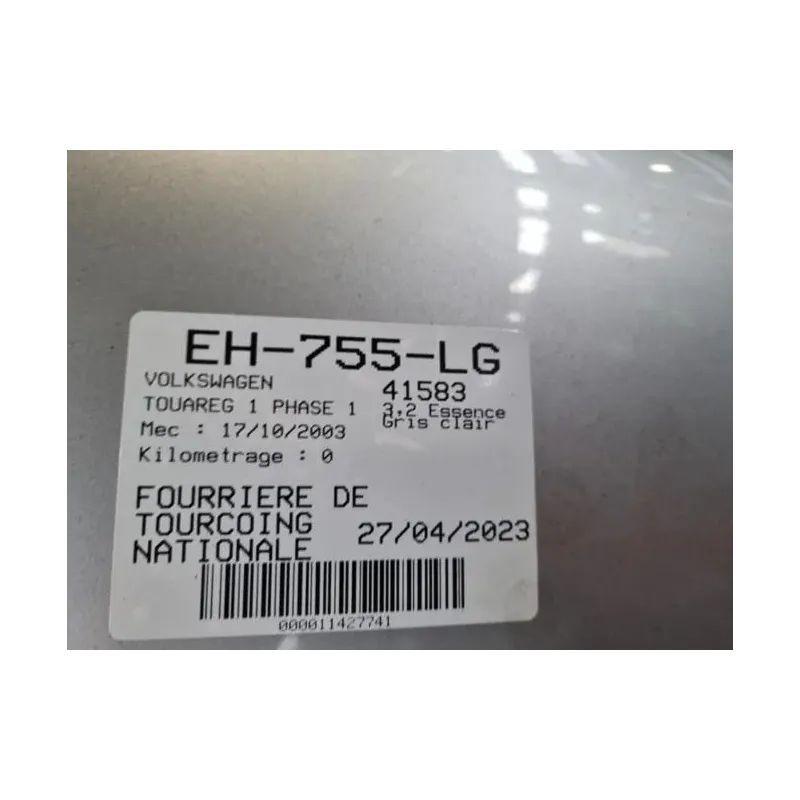 EH-755-LG
VOLKSWAGEN
41583
TOUAREG 1 PHASE 1
3,2 Essence
Gris clair
Mec : 17/10/2003
Kilometrage : 0
FOURRIERE DE
TOURCOING
NATIONALE
27/04/2023
000011427741